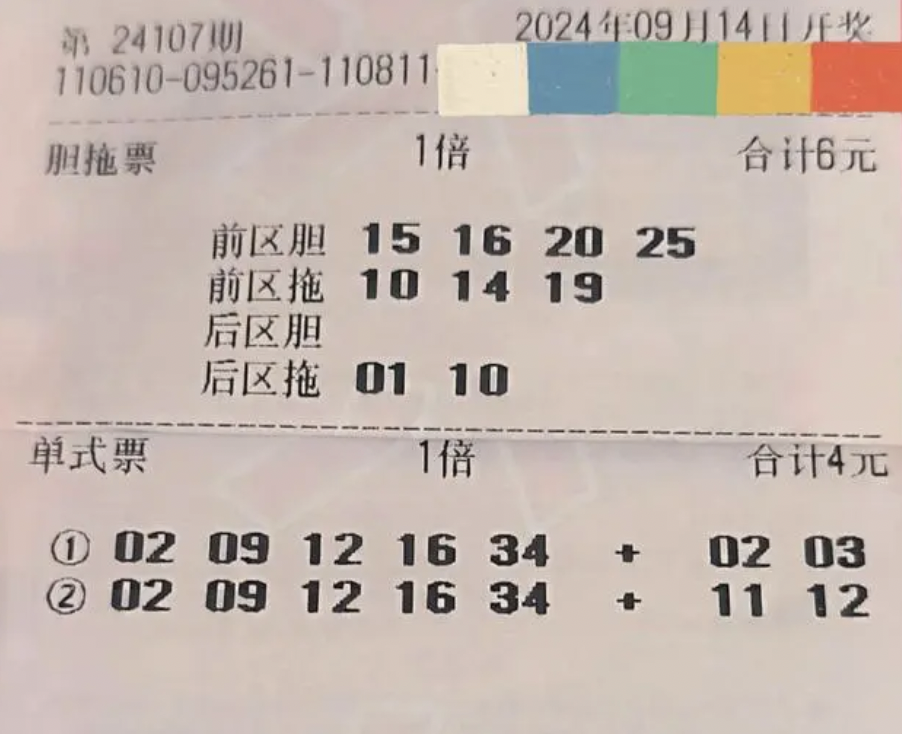 第 24107期 2024年09月14日开奖
110610-095261-110811-
胆拖票 1倍 合计6元
前区胆 15 16 20 25
前区拖 10 14 19
后区胆
后区拖 01 10
单式票 1倍 合计4元
① 02 09 12 16 34 + 02 03
② 02 09 12 16 34 + 11 12